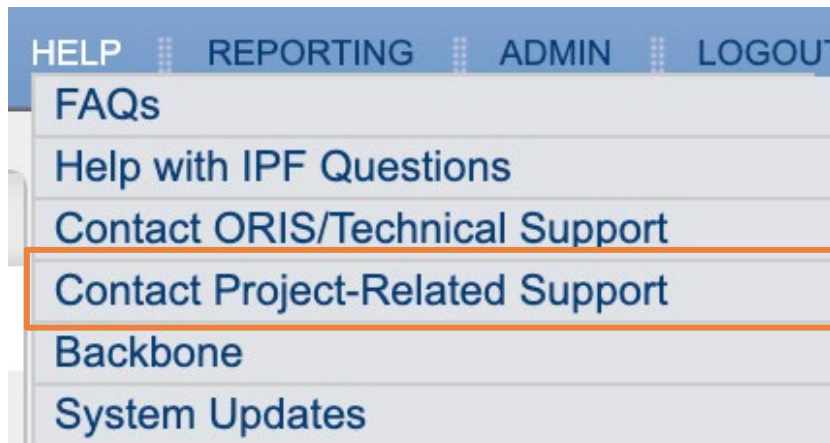 HELP REPORTING ADMIN LOGOUT
FAQs
Help with IPF Questions
Contact ORIS/Technical Support
Contact Project-Related Support
Backbone
System Updates